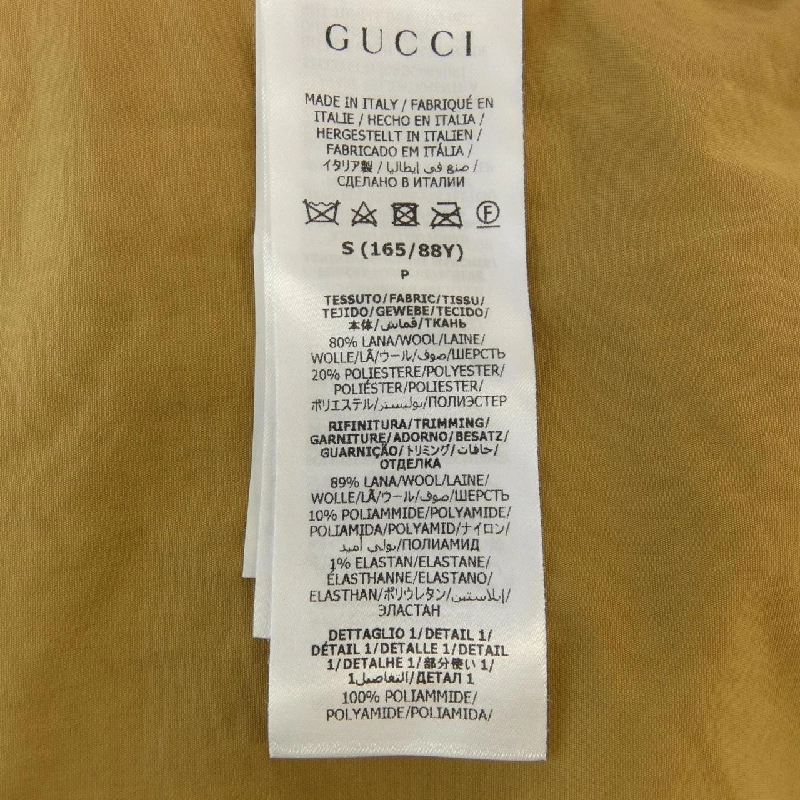 GUCCI
MADE IN ITALY / FABRIQUÉ EN
ITALIE / HECHO EN ITALIA /
HERGESTELLT IN ITALIEN /
FABRICADO EM ITÁLIA /
イタリア製 / صنع في إيطاليا /
СДЕЛАНО В ИТАЛИИ
F
S (165/88Y)
P
TESSUTO/FABRIC/TISSU/
TEJIDO/GEWEBE/TECIDO/
本体/قماش/ТКАНЬ
80% LANA/WOOL/LAINE/
WOLLE/LÃ/ウール/صوف/ШЕРСТЬ
20% POLIESTERE/POLYESTER/
POLIÉSTER/POLIESTER/
ポリエステル/بوليستر/ПОЛИЭСТЕР
RIFINITURA/TRIMMING/
GARNITURE/ADORNO/BESATZ/
GUARNIÇÃO/トリミング/حافات/
ОТДЕЛКА
89% LANA/WOOL/LAINE/
WOLLE/LÃ/ウール/صوف/ШЕРСТЬ
10% POLIAMMIDE/POLYAMIDE/
POLIAMIDA/POLYAMID/ナイロン/
بولي أميد/ПОЛИАМИД
1% ELASTAN/ELASTANE/
ÉLASTHANNE/ELASTANO/
ELASTHAN/ポリウレタン/إيلاستين/
ЭЛАСТАН
DETTAGLIO 1/DETAIL 1/
DÉTAIL 1/DETALLE 1/DETAIL
1/DETALHE 1/部分使い 1/
التفاصيل1/ДЕТАЛ 1
100% POLIAMMIDE/
POLYAMIDE/POLIAMIDA/